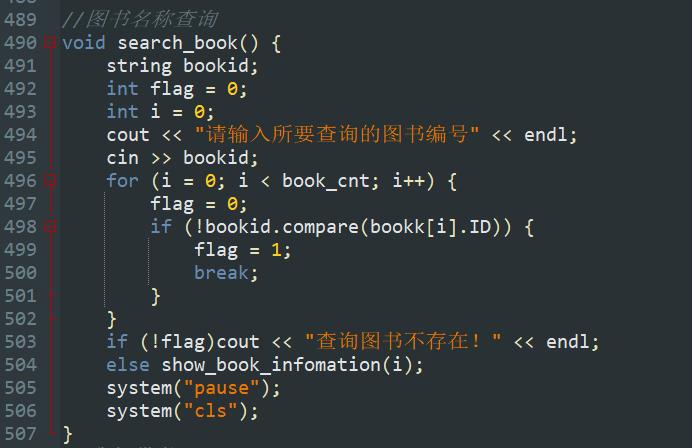 489 //图书名称查询
490 void search_book() {
491 string bookid;
492 int flag = 0;
493 int i = 0;
494 cout << "请输入所要查询的图书编号" << endl;
495 cin >> bookid;
496 for (i = 0; i < book_cnt; i++) {
497 flag = 0;
498 if (!bookid.compare(bookk[i].ID)) {
499 flag = 1;
500 break;
501 }
502 }
503 if (!flag)cout << "查询图书不存在！" << endl;
504 else show_book_infomation(i);
505 system("pause");
506 system("cls");
507 }